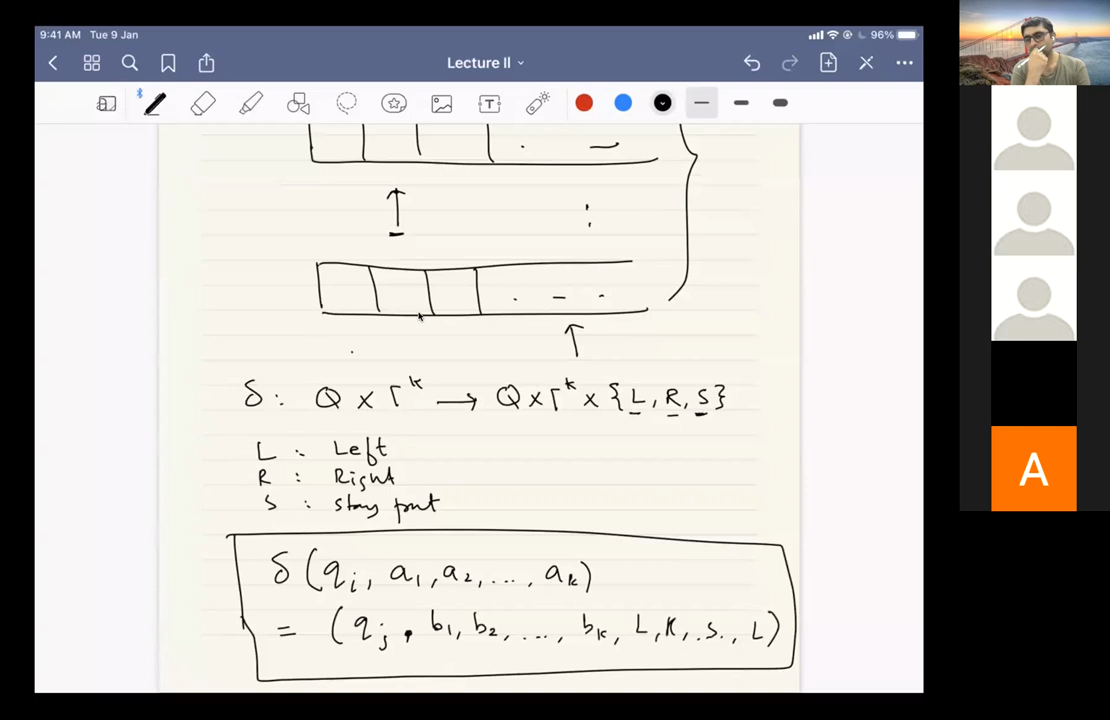 9:41 AM Tue 9 Jan
96%
Lecture II
T
δ: Q × Γ^k → Q × Γ^k × {L, R, S}
L : Left
R : Right
S : stay put
δ(q_i, a_1, a_2, ..., a_k)
= (q_j, b_1, b_2, ..., b_k, L, R, .S., L)
A